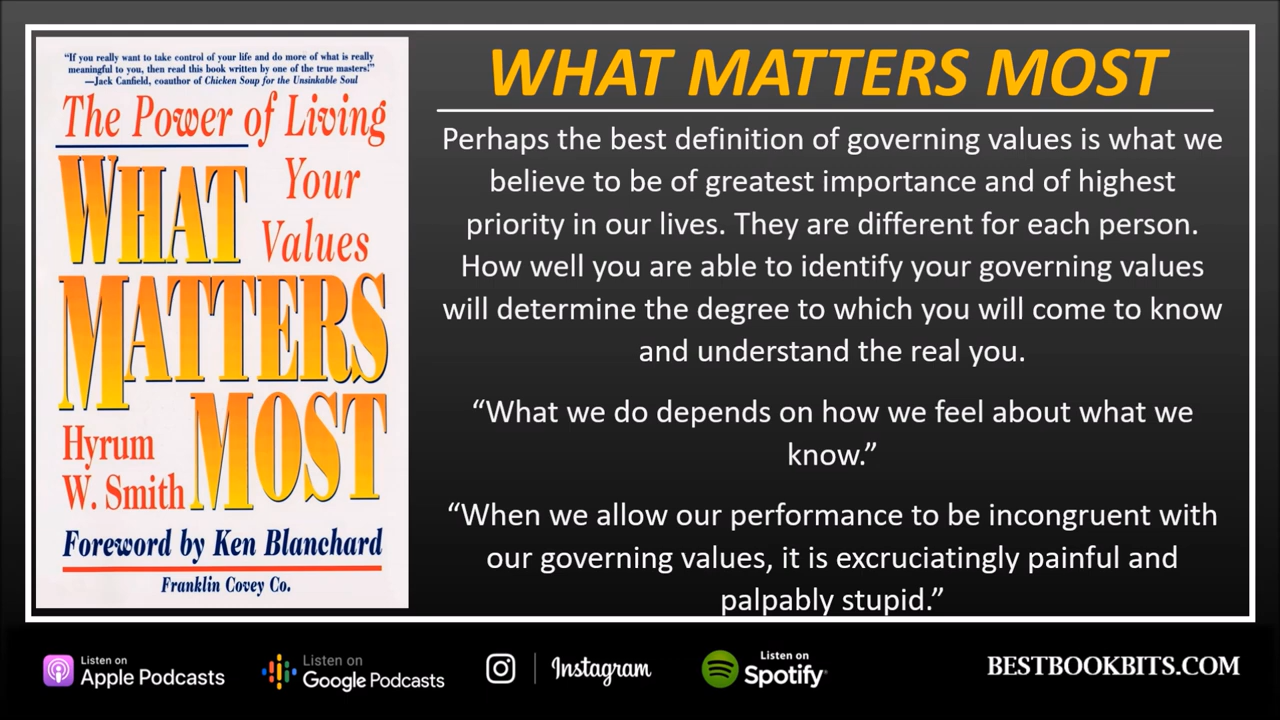 “If you really want to take control of your life and do more of what is really
meaningful to you, then read this book written by one of the true masters!”
—Jack Canfield, coauthor of Chicken Soup for the Unsinkable Soul
The Power of Living
Your
Values
WHAT
MATTERS
MOST
Hyrum
W. Smith
Foreword by Ken Blanchard
Franklin Covey Co.
WHAT MATTERS MOST
Perhaps the best definition of governing values is what we
believe to be of greatest importance and of highest
priority in our lives. They are different for each person.
How well you are able to identify your governing values
will determine the degree to which you will come to know
and understand the real you.
“What we do depends on how we feel about what we
know.”
“When we allow our performance to be incongruent with
our governing values, it is excruciatingly painful and
palpably stupid.”
Listen on
Apple Podcasts
Listen on
Google Podcasts
Instagram
Listen on
Spotify
BESTBOOKBITS.COM